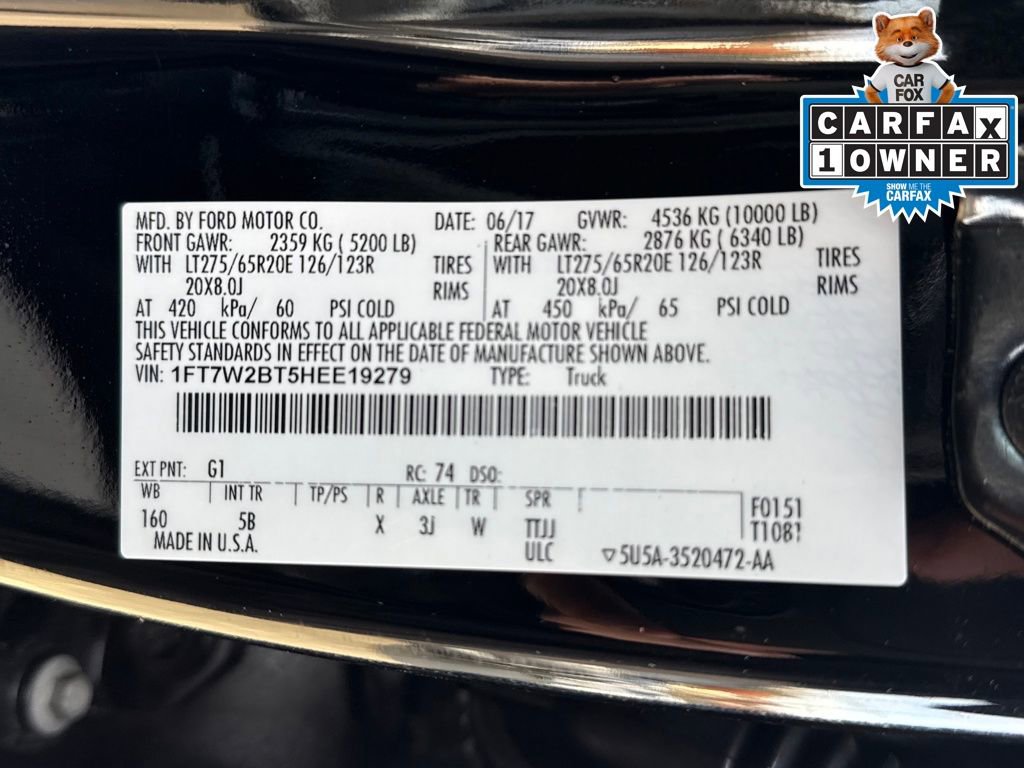 CAR
FOX
CARFAX
1 OWNER
SHOW ME THE
CARFAX
MFD. BY FORD MOTOR CO. DATE: 06/17 GVWR: 4536 KG (10000 LB)
FRONT GAWR: 2359 KG ( 5200 LB) REAR GAWR: 2876 KG ( 6340 LB)
WITH LT275/65R20E 126/123R TIRES WITH LT275/65R20E 126/123R TIRES
20X8.0J RIMS 20X8.0J RIMS
AT 420 kPa/ 60 PSI COLD AT 450 kPa/ 65 PSI COLD
THIS VEHICLE CONFORMS TO ALL APPLICABLE FEDERAL MOTOR VEHICLE
SAFETY STANDARDS IN EFFECT ON THE DATE OF MANUFACTURE SHOWN ABOVE.
VIN: 1FT7W2BT5HEE19279 TYPE: Truck
EXT PNT: G1 RC: 74 DSO:
WB INT TR TP/PS R AXLE TR SPR F0151
160 5B X 3J W TTJJ T1081
MADE IN U.S.A. ULC 5U5A-3520472-AA